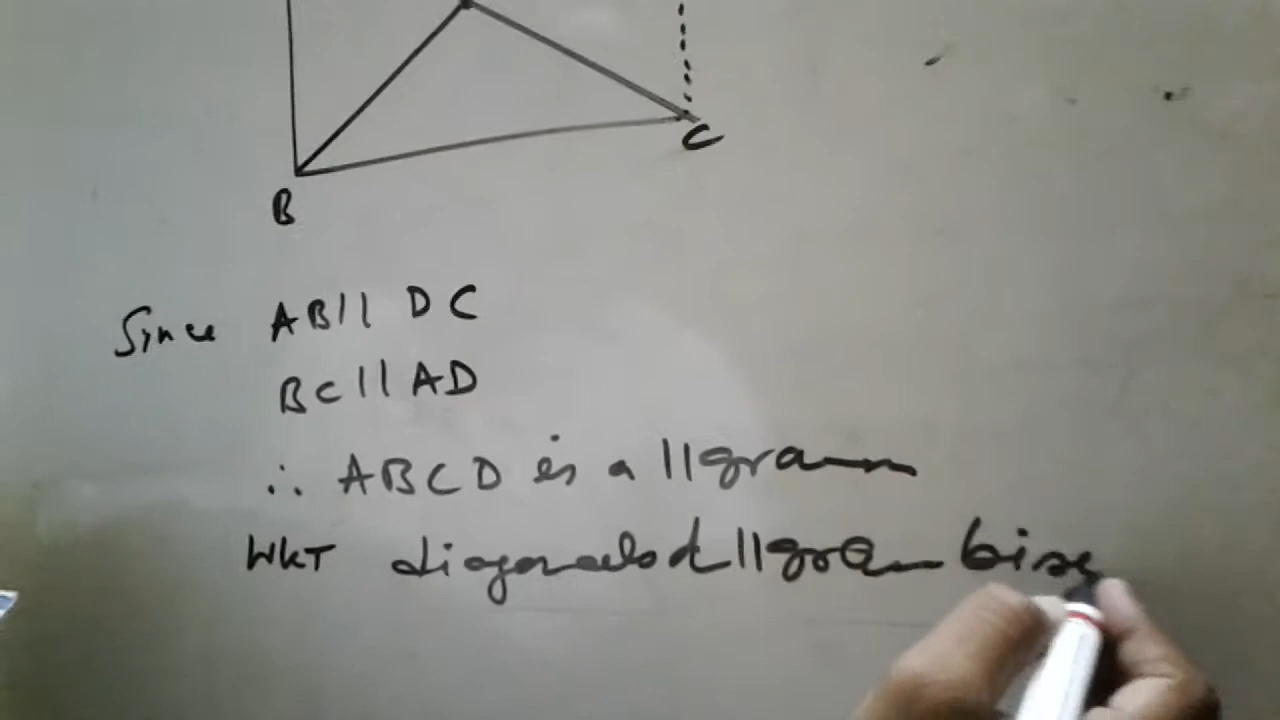 C
B
Since AB || DC
BC || AD
∴ ABCD is a ||gram
WKT diagonals of ||gram bise